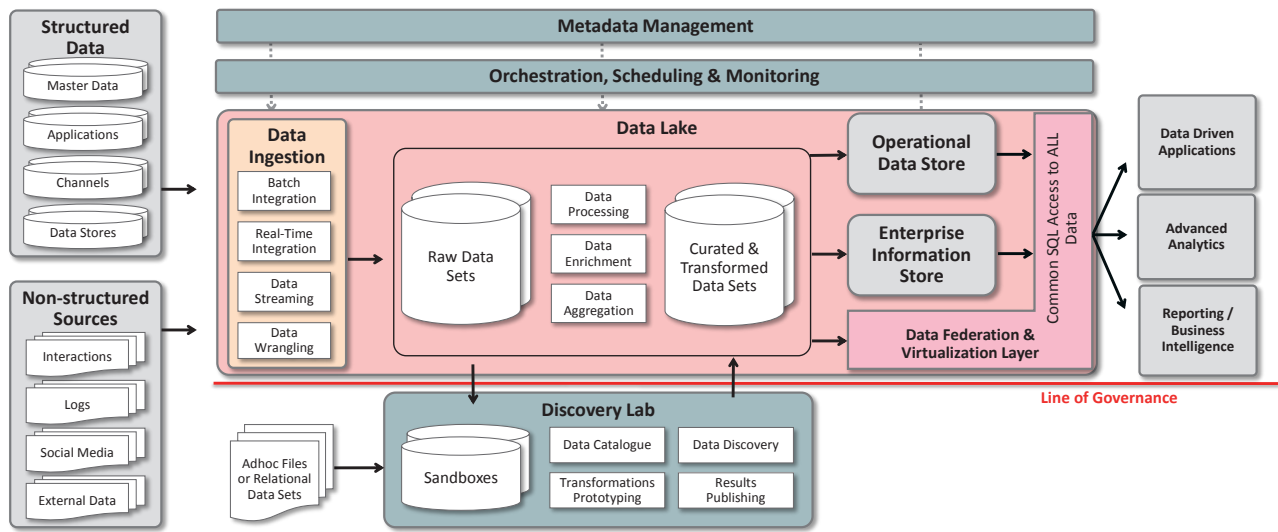 Structured
Data
Master Data
Applications
Channels
Data Stores
Non-structured
Sources
Interactions
Logs
Social Media
External Data
Metadata Management
Orchestration, Scheduling & Monitoring
Data Lake
Data
Ingestion
Batch
Integration
Real-Time
Integration
Data
Streaming
Data
Wrangling
Raw Data
Sets
Data
Processing
Data
Enrichment
Data
Aggregation
Curated &
Transformed
Data Sets
Operational
Data Store
Enterprise
Information
Store
Data Federation &
Virtualization Layer
Common SQL Access to ALL
Data
Data Driven
Applications
Advanced
Analytics
Reporting /
Business
Intelligence
Line of Governance
Adhoc Files
or Relational
Data Sets
Discovery Lab
Sandboxes
Data Catalogue
Data Discovery
Transformations
Prototyping
Results
Publishing